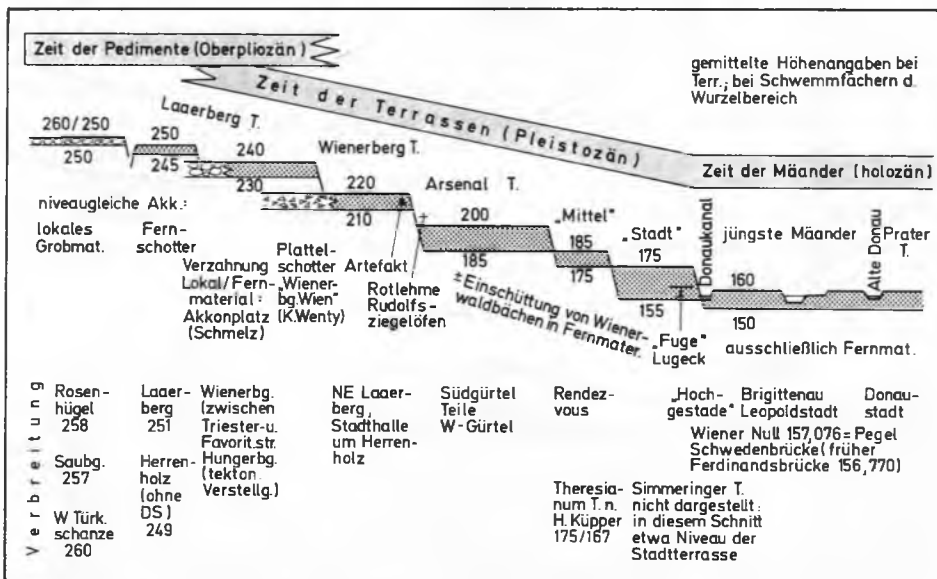 Zeit der Pedimente (Oberpliozän)
Zeit der Terrassen (Pleistozän)
gemittelte Höhenangaben bei
Terr.; bei Schwemmfächern d.
Wurzelbereich
Zeit der Mäander (holozän)
Laaerberg T.
260/250
250
250
245
240
230
Wienerberg T.
220
210
Arsenal T.
±
200
185
„Mittel"
185
175
„Stadt"
175
155
Donaukanal
jüngste Mäander
Alte Donau
Prater
T.
160
150
niveaugleiche Akk.:
lokales
Grobmat.
Fern-
schotter
Verzahnung
Lokal/Fern-
material:
Akkonplatz
(Schmelz)
Plattel-
schotter
„Wiener-
bg. Wien"
(K.Wenty)
Artefakt
Rotlehme
Rudolfs-
ziegelöfen
±Einschüttung von Wiener-
waldbächen in Fernmater.
„Fuge"
Lugeck
ausschließlich Fernmat.
Verbreitung
Rosen-
hügel
258
Saubg.
257
W Türk.
schanze
260
Laaer-
berg
251
Herren-
holz
(ohne
DS)
249
Wienerbg.
(zwischen
Triester-u.
Favorit.str.
Hungerbg.
(tekton.
Verstellg.)
NE Laaer-
berg,
Stadthalle
um Herren-
holz
Südgürtel
Teile
W-Gürtel
Rendez-
vous
Theresia-
num T. n.
H. Küpper
175/167
„Hoch-
gestade"
Brigittenau
Leopoldstadt
Donau-
stadt
Wiener Null 157,076= Pegel
Schwedenbrücke (früher
Ferdinandsbrücke 156,770)
Simmeringer T.
nicht dargestellt:
in diesem Schnitt
etwa Niveau der
Stadtterrasse